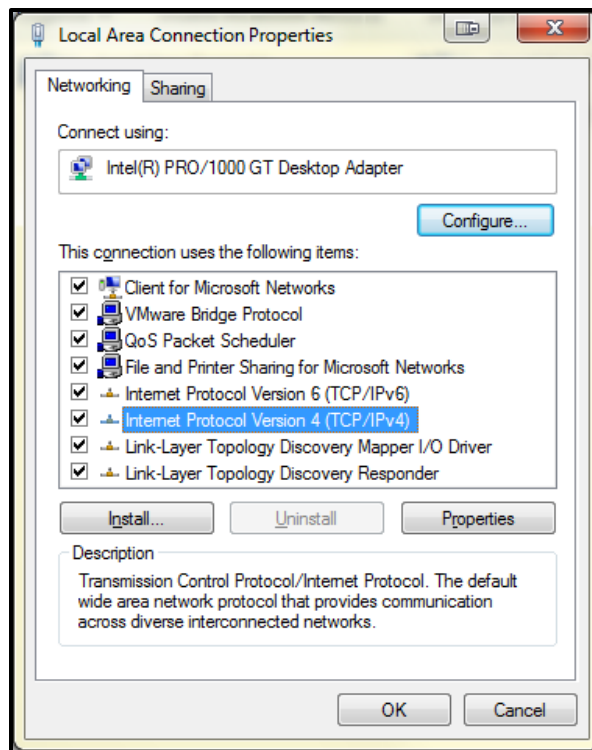 Local Area Connection Properties
Networking
Sharing
Connect using:
Intel(R) PRO/1000 GT Desktop Adapter
Configure...
This connection uses the following items:
Client for Microsoft Networks
VMware Bridge Protocol
QoS Packet Scheduler
File and Printer Sharing for Microsoft Networks
Internet Protocol Version 6 (TCP/IPv6)
Internet Protocol Version 4 (TCP/IPv4)
Link-Layer Topology Discovery Mapper I/O Driver
Link-Layer Topology Discovery Responder
Install...
Uninstall
Properties
Description
Transmission Control Protocol/Internet Protocol. The default
wide area network protocol that provides communication
across diverse interconnected networks.
OK
Cancel